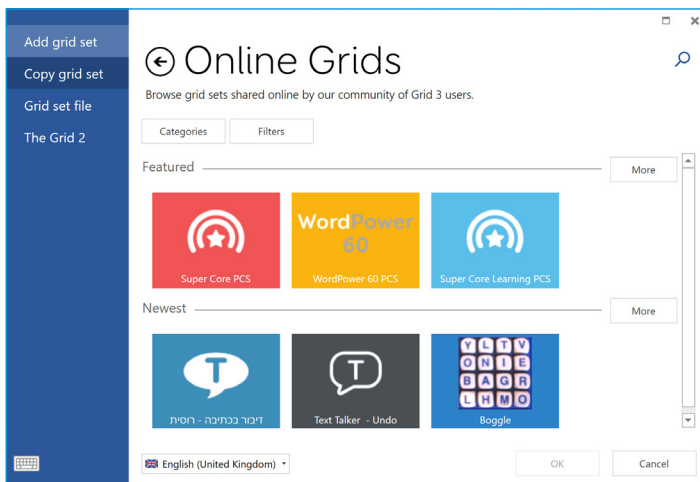 Add grid set
Copy grid set
Grid set file
The Grid 2
Online Grids
Browse grid sets shared online by our community of Grid 3 users.
Categories
Filters
Featured
More
WordPower
60
Super Core PCS
WordPower 60 PCS
Super Core Learning PCS
Newest
More
T
T
Y L T V
O N I E
B A G R
L H M O
דיבור בכתיבה - רוסית
Text Talker - Undo
Boggle
English (United Kingdom)
OK
Cancel